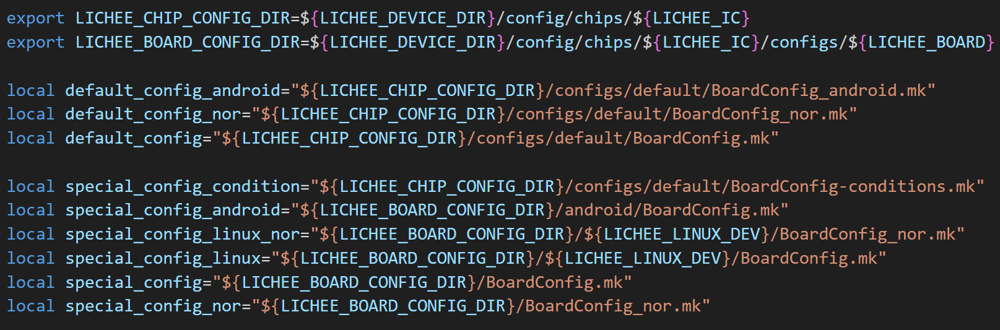 export LICHEE_CHIP_CONFIG_DIR=${LICHEE_DEVICE_DIR}/config/chips/${LICHEE_IC}
export LICHEE_BOARD_CONFIG_DIR=${LICHEE_DEVICE_DIR}/config/chips/${LICHEE_IC}/configs/${LICHEE_BOARD}
local default_config_android="${LICHEE_CHIP_CONFIG_DIR}/configs/default/BoardConfig_android.mk"
local default_config_nor="${LICHEE_CHIP_CONFIG_DIR}/configs/default/BoardConfig_nor.mk"
local default_config="${LICHEE_CHIP_CONFIG_DIR}/configs/default/BoardConfig.mk"
local special_config_condition="${LICHEE_CHIP_CONFIG_DIR}/configs/default/BoardConfig-conditions.mk"
local special_config_android="${LICHEE_BOARD_CONFIG_DIR}/android/BoardConfig.mk"
local special_config_linux_nor="${LICHEE_BOARD_CONFIG_DIR}/${LICHEE_LINUX_DEV}/BoardConfig_nor.mk"
local special_config_linux="${LICHEE_BOARD_CONFIG_DIR}/${LICHEE_LINUX_DEV}/BoardConfig.mk"
local special_config="${LICHEE_BOARD_CONFIG_DIR}/BoardConfig.mk"
local special_config_nor="${LICHEE_BOARD_CONFIG_DIR}/BoardConfig_nor.mk"